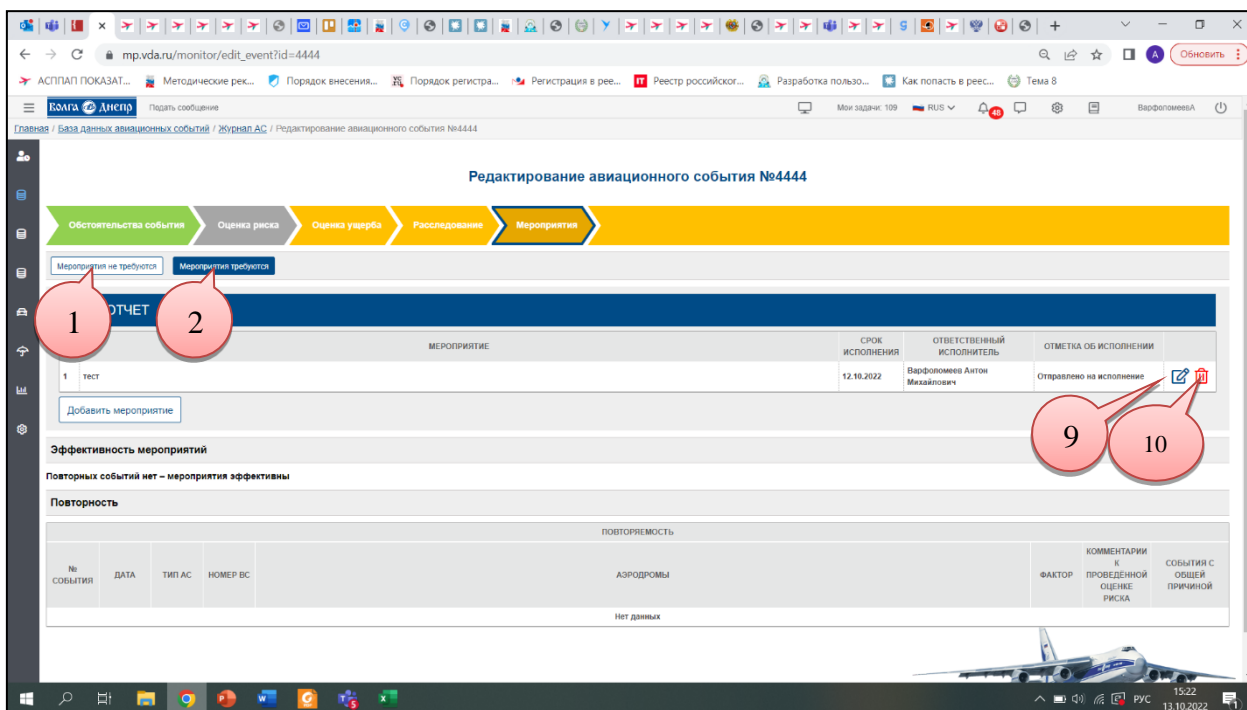 mp.vda.ru/monitor/edit_event?id=4444
Обновить
А
АСППАП ПОКАЗАТ...
Методические рек...
Порядок внесения...
Порядок регистра...
Регистрация в рее...
Реестр российског...
Разработка пользо...
Как попасть в реес...
Тема 8
Волга Днепр
Подать сообщение
Мои задачи: 109
RUS
48
ВарфоломеевА
Главная / База данных авиационных событий / Журнал АС / Редактирование авиационного события №4444
Редактирование авиационного события №4444
Обстоятельства события
Оценка риска
Оценка ущерба
Расследование
Мероприятия
Мероприятия не требуются
Мероприятия требуются
1
2
ОТЧЕТ
МЕРОПРИЯТИЕ
СРОК ИСПОЛНЕНИЯ
ОТВЕТСТВЕННЫЙ ИСПОЛНИТЕЛЬ
ОТМЕТКА ОБ ИСПОЛНЕНИИ
1
тест
12.10.2022
Варфоломеев Антон Михайлович
Отправлено на исполнение
9
10
Добавить мероприятие
Эффективность мероприятий
Повторных событий нет – мероприятия эффективны
Повторность
ПОВТОРЯЕМОСТЬ
№ СОБЫТИЯ
ДАТА
ТИП АС
НОМЕР ВС
АЭРОДРОМЫ
ФАКТОР
КОММЕНТАРИИ К ПРОВЕДЁННОЙ ОЦЕНКЕ РИСКА
СОБЫТИЯ С ОБЩЕЙ ПРИЧИНОЙ
Нет данных
РУС
15:22
13.10.2022